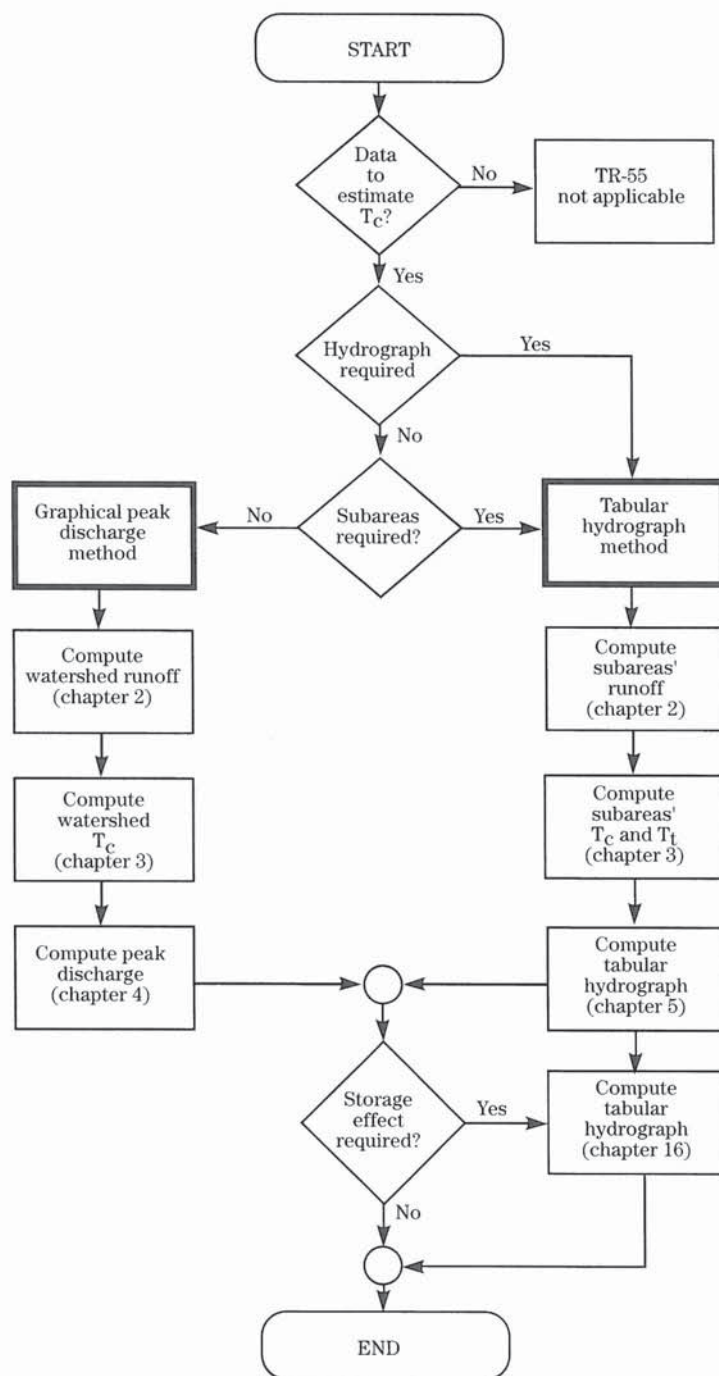 START
Data
to
estimate
Tc?
No
TR-55
not applicable
Yes
Hydrograph
required
Yes
No
Graphical peak
discharge
method
No
Subareas
required?
Yes
Tabular
hydrograph
method
Compute
watershed runoff
(chapter 2)
Compute
subareas'
runoff
(chapter 2)
Compute
watershed
Tc
(chapter 3)
Compute
subareas'
Tc and Tt
(chapter 3)
Compute peak
discharge
(chapter 4)
Compute
tabular
hydrograph
(chapter 5)
Storage
effect
required?
Yes
Compute
tabular
hydrograph
(chapter 16)
No
END